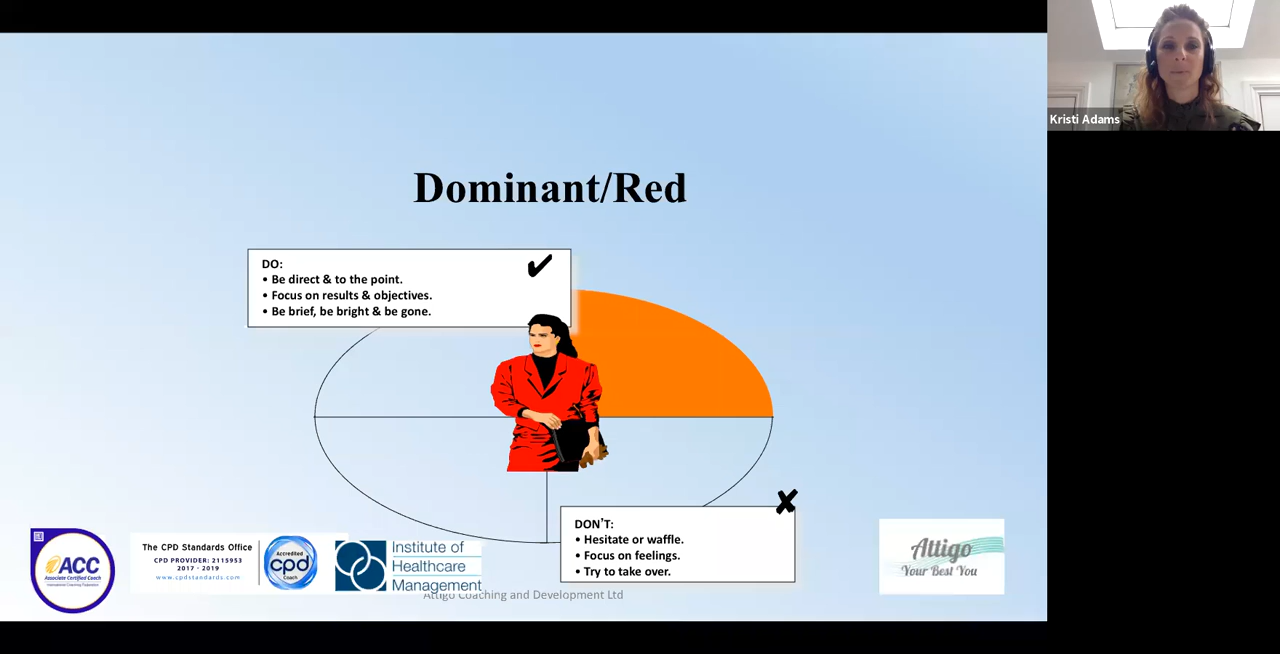 Kristi Adams
Dominant/Red
DO:
• Be direct & to the point.
• Focus on results & objectives.
• Be brief, be bright & be gone.
DON’T:
• Hesitate or waffle.
• Focus on feelings.
• Try to take over.
ACC
Associate Certified Coach
International Coaching Federation
The CPD Standards Office
CPD PROVIDER: 2115953
2017 - 2019
www.cpdstandards.com
Accredited
cpd
Coach
Institute of
Healthcare
Management
Attigo Coaching and Development Ltd
Attigo
Your Best You